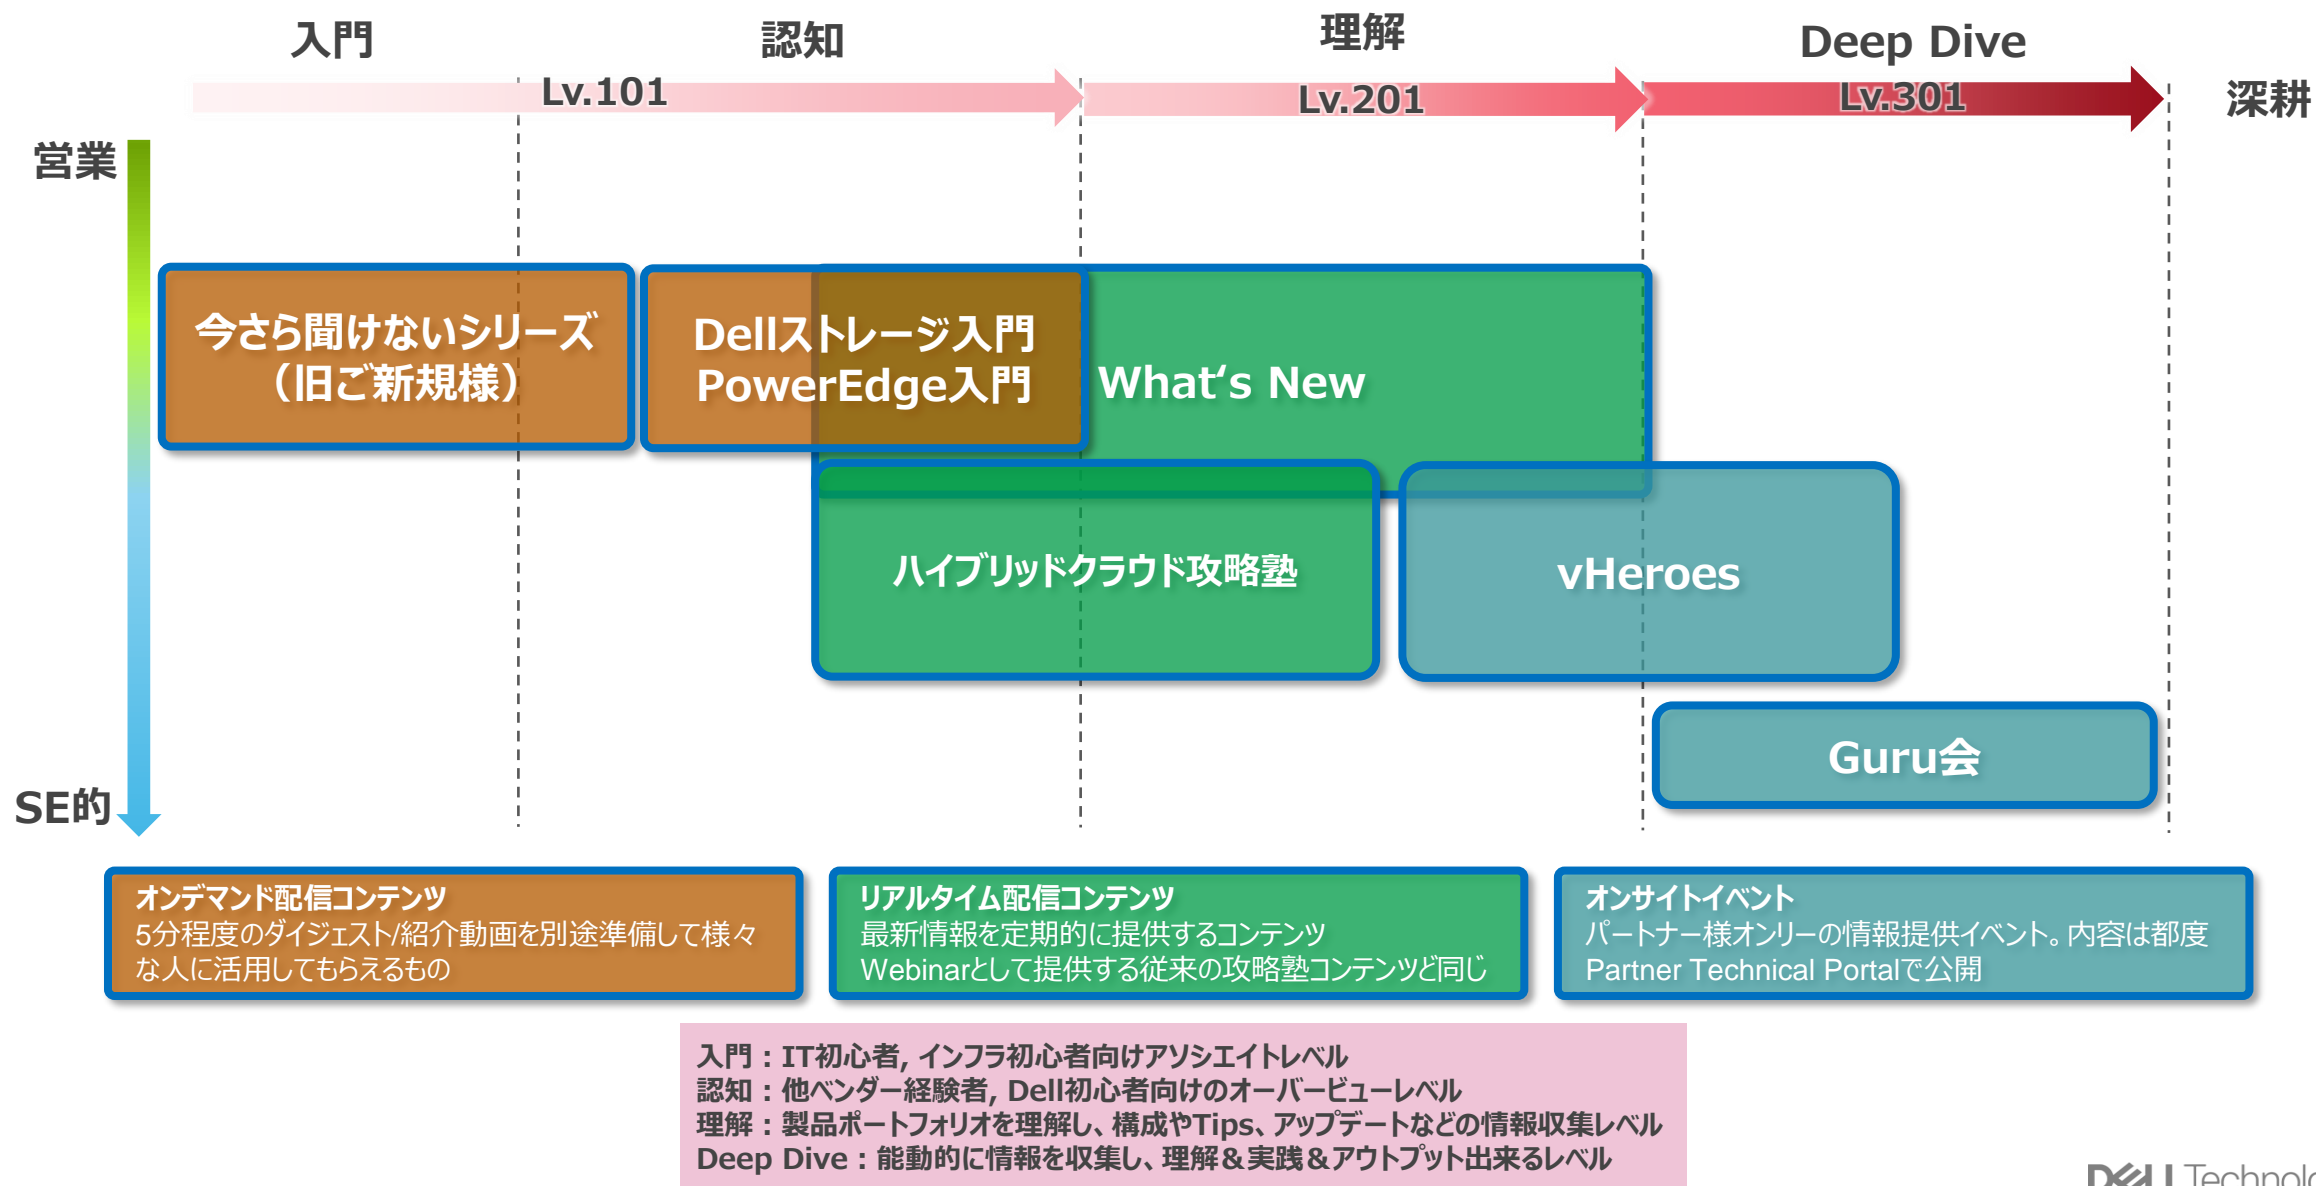 入門
認知
理解
Deep Dive
Lv.101
Lv.201
Lv.301
深耕
営業
今さら聞けないシリーズ
（旧ご新規様）
Dellストレージ入門
PowerEdge入門
What‘s New
ハイブリッドクラウド攻略塾
vHeroes
Guru会
SE的
オンデマンド配信コンテンツ
5分程度のダイジェスト/紹介動画を別途準備して様々
な人に活用してもらえるもの
リアルタイム配信コンテンツ
最新情報を定期的に提供するコンテンツ
Webinarとして提供する従来の攻略塾コンテンツど同じ
オンサイトイベント
パートナー様オンリーの情報提供イベント。内容は都度
Partner Technical Portalで公開
入門：IT初心者, インフラ初心者向けアソシエイトレベル
認知：他ベンダー経験者, Dell初心者向けのオーバービューレベル
理解：製品ポートフォリオを理解し、構成やTips、アップデートなどの情報収集レベル
Deep Dive：能動的に情報を収集し、理解＆実践＆アウトプット出来るレベル
DELL Technolo